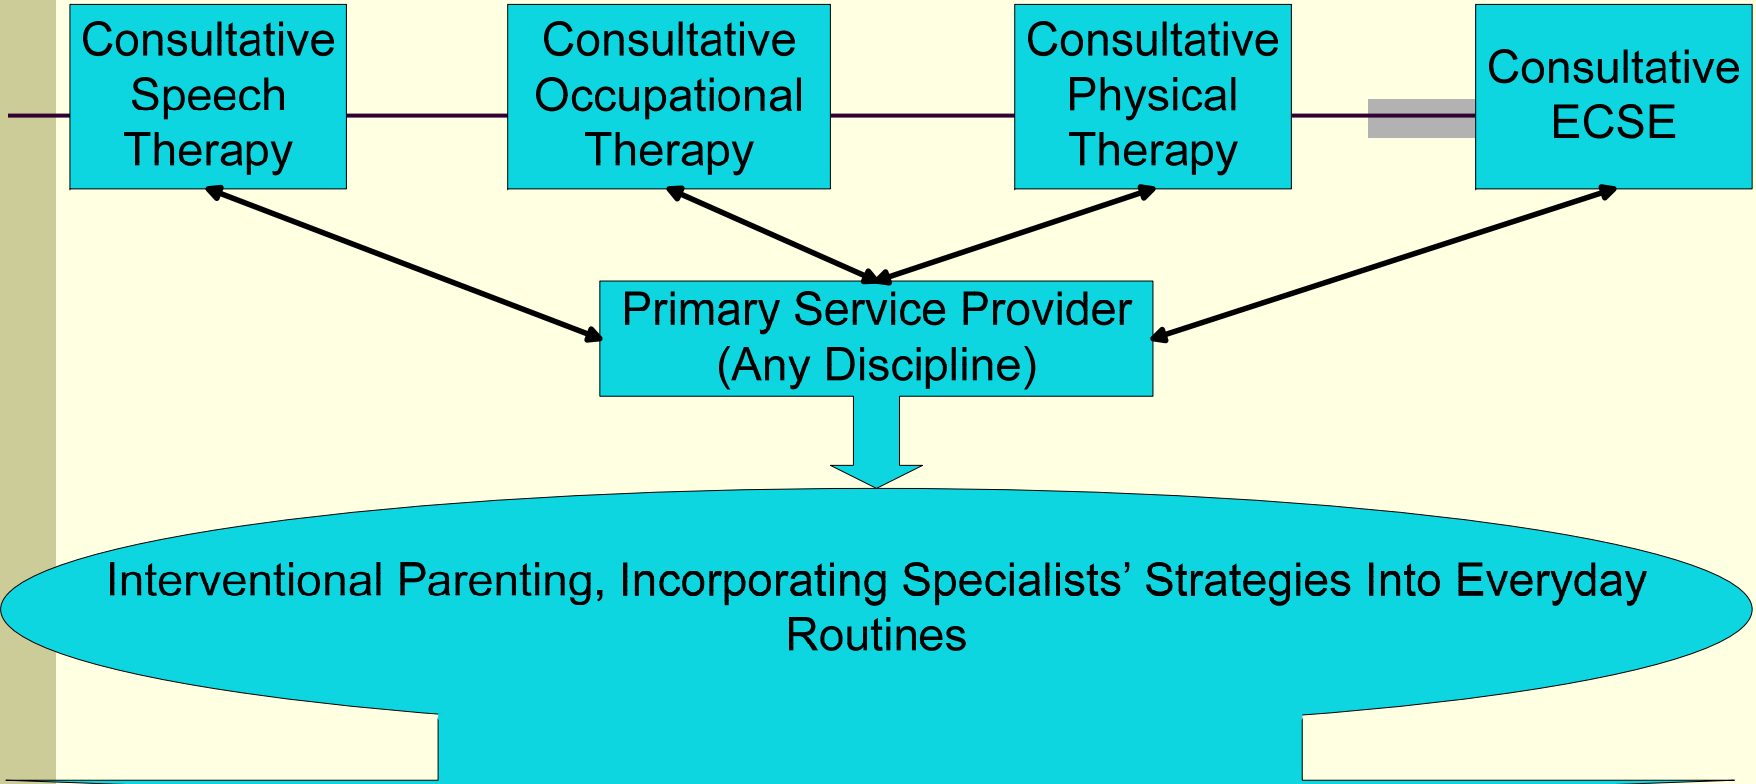 Consultative
Speech
Therapy
Consultative
Occupational
Therapy
Consultative
Physical
Therapy
Consultative
ECSE
Primary Service Provider
(Any Discipline)
Interventional Parenting, Incorporating Specialists’ Strategies Into Everyday
Routines